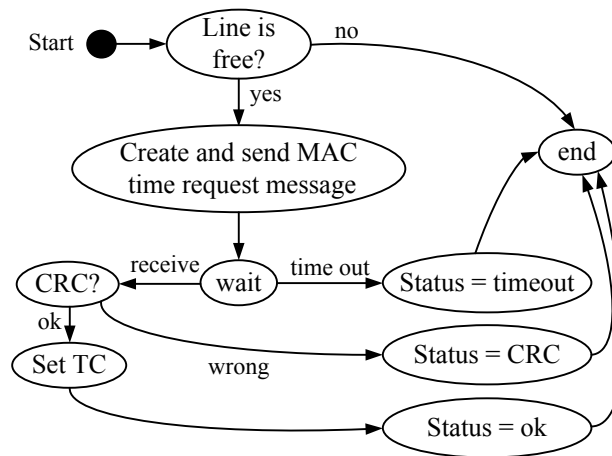 Start
Line is
free?
no
yes
Create and send MAC
time request message
end
receive
wait
time out
CRC?
Status = timeout
ok
Set TC
wrong
Status = CRC
Status = ok